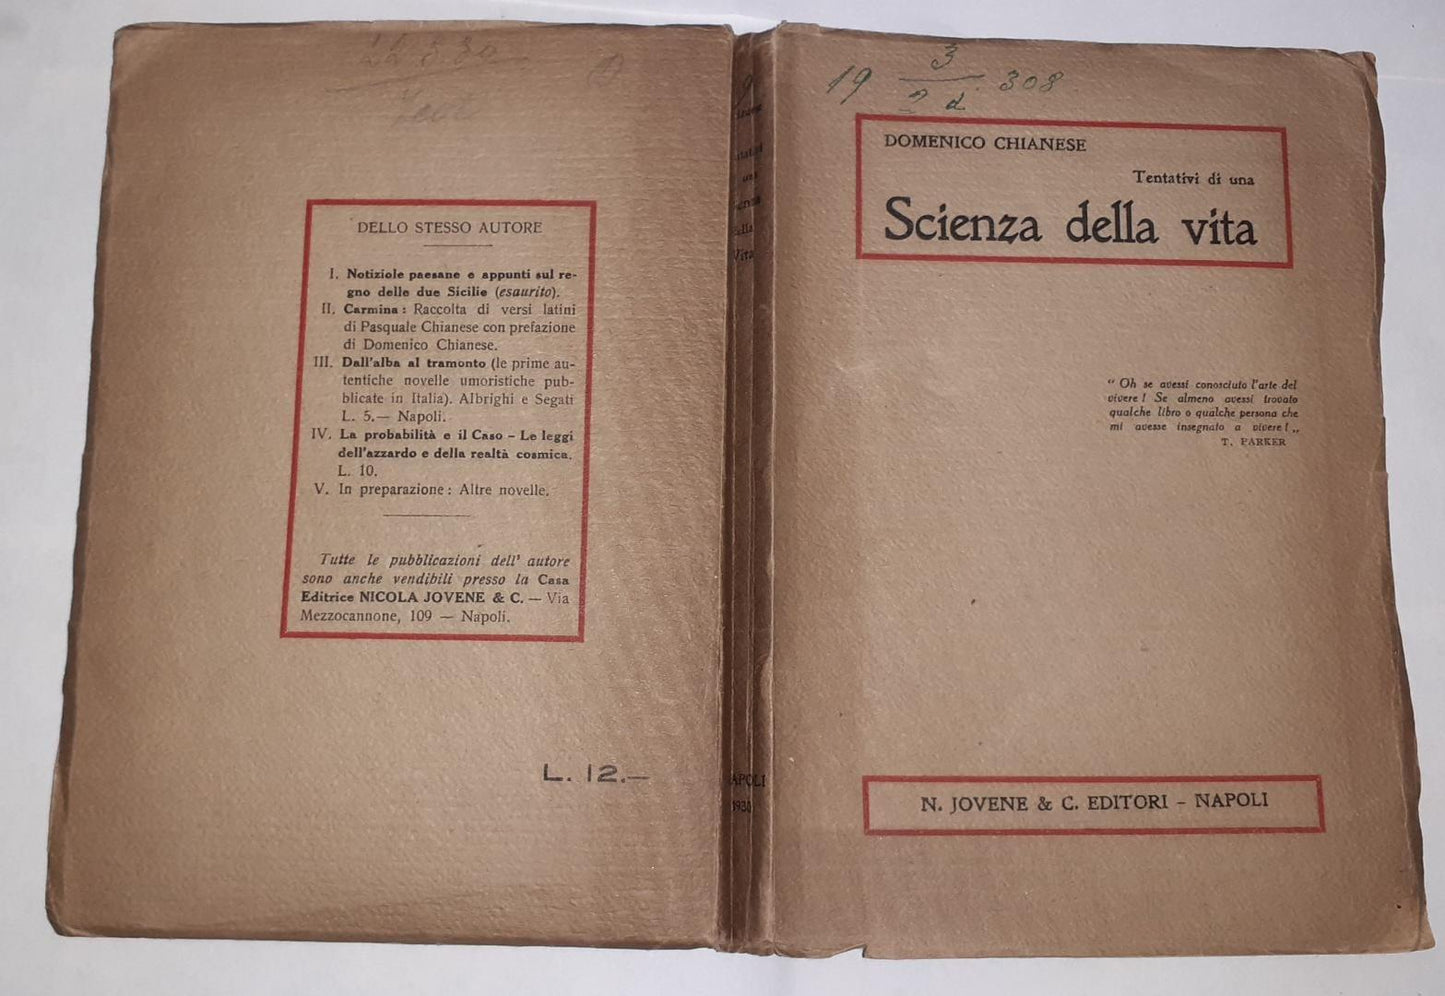 DELLO STESSO AUTORE
I. Notiziole paesane e appunti sul re-
gno delle due Sicilie (esaurito).
II. Carmina: Raccolta di versi latini
di Pasquale Chianese con prefazione
di Domenico Chianese.
III. Dall'alba al tramonto (le prime au-
tentiche novelle umoristiche pub-
blicate in Italia). Albrighi e Segati
L. 5.— Napoli.
IV. La probabilità e il Caso - Le leggi
dell'azzardo e della realtà cosmica.
L. 10.
V. In preparazione: Altre novelle.
Tutte le pubblicazioni dell' autore
sono anche vendibili presso la Casa
Editrice NICOLA JOVENE & C. — Via
Mezzocannone, 109 — Napoli.
L. 12.—
Vita
19 3 308
2 d
DOMENICO CHIANESE
Tentativi di una
Scienza della vita
“ Oh se avessi conosciuto l'arte del
vivere! Se almeno avessi trovato
qualche libro o qualche persona che
mi avesse insegnato a vivere! „
T. PARKER
N. JOVENE & C. EDITORI - NAPOLI